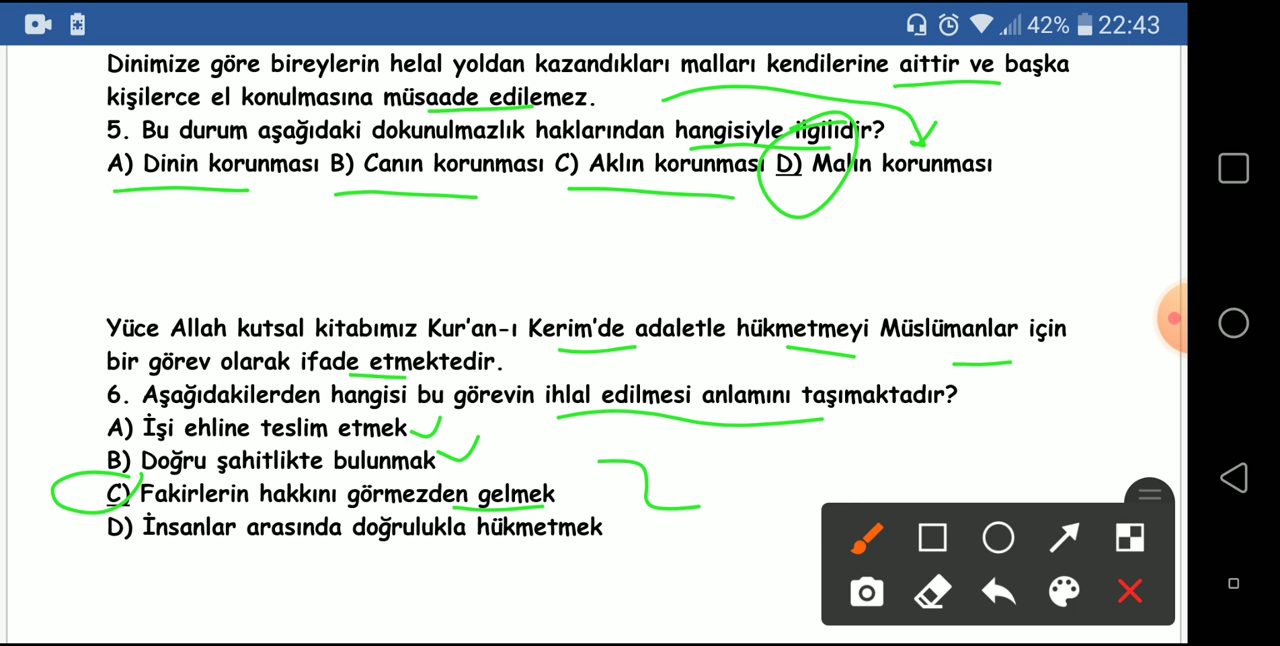 42% 22:43
Dinimize göre bireylerin helal yoldan kazandıkları malları kendilerine aittir ve başka
kişilerce el konulmasına müsaade edilemez.
5. Bu durum aşağıdaki dokunulmazlık haklarından hangisiyle ilgilidir?
A) Dinin korunması B) Canın korunması C) Aklın korunması D) Malın korunması
Yüce Allah kutsal kitabımız Kur'an-ı Kerim'de adaletle hükmetmeyi Müslümanlar için
bir görev olarak ifade etmektedir.
6. Aşağıdakilerden hangisi bu görevin ihlal edilmesi anlamını taşımaktadır?
A) İşi ehline teslim etmek
B) Doğru şahitlikte bulunmak
C) Fakirlerin hakkını görmezden gelmek
D) İnsanlar arasında doğrulukla hükmetmek